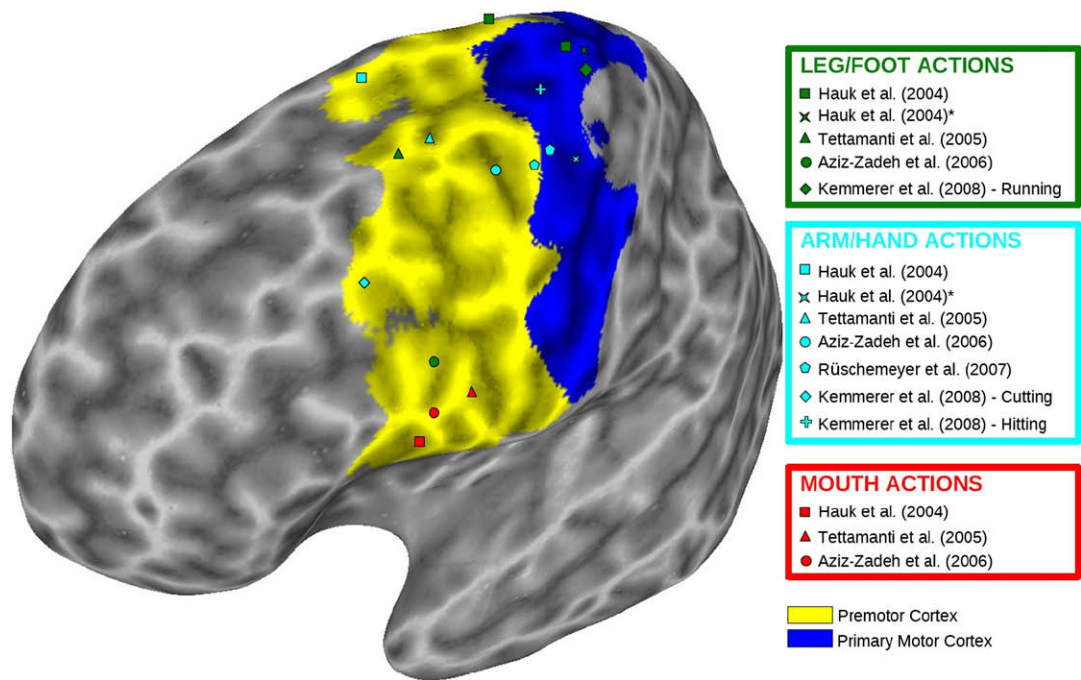 LEG/FOOT ACTIONS
Hauk et al. (2004)
Hauk et al. (2004)*
Tettamanti et al. (2005)
Aziz-Zadeh et al. (2006)
Kemmerer et al. (2008) - Running
ARM/HAND ACTIONS
Hauk et al. (2004)
Hauk et al. (2004)*
Tettamanti et al. (2005)
Aziz-Zadeh et al. (2006)
Rüschemeyer et al. (2007)
Kemmerer et al. (2008) - Cutting
Kemmerer et al. (2008) - Hitting
MOUTH ACTIONS
Hauk et al. (2004)
Tettamanti et al. (2005)
Aziz-Zadeh et al. (2006)
Premotor Cortex
Primary Motor Cortex